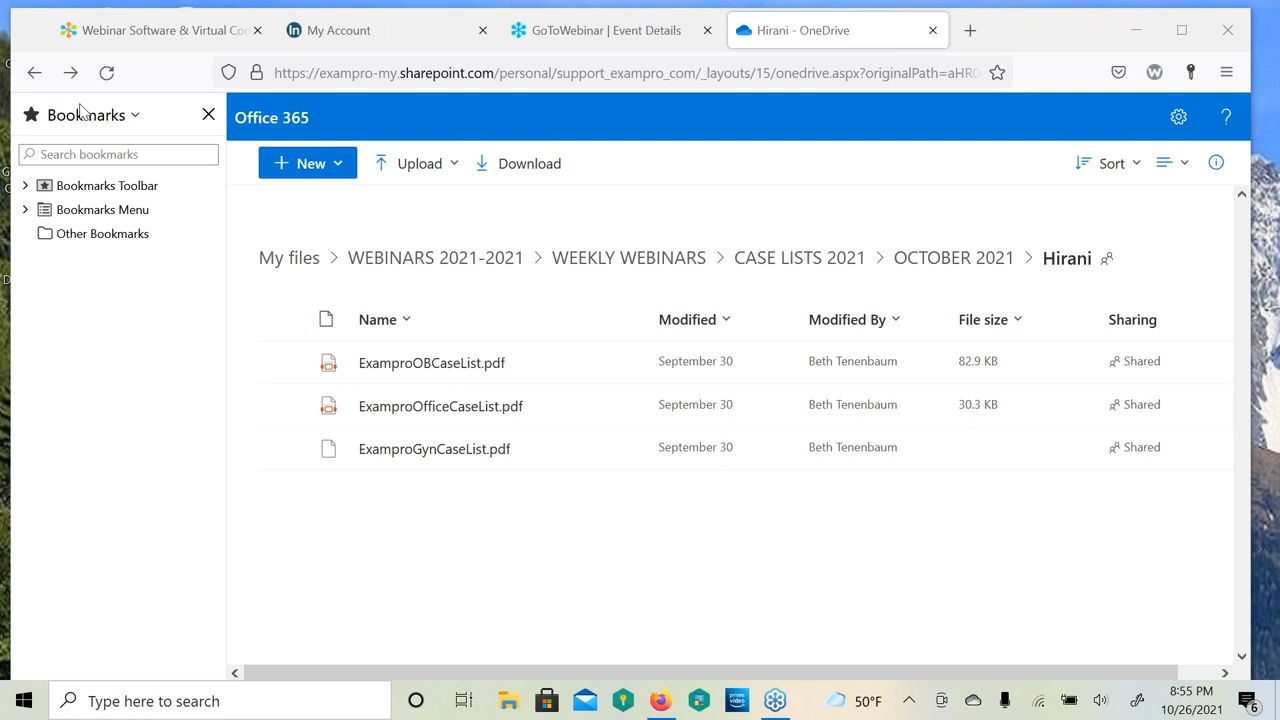 Webinar Software & Virtual Con
My Account
GoToWebinar | Event Details
Hirani - OneDrive
https://exampro-my.sharepoint.com/personal/support_exampro_com/_layouts/15/onedrive.aspx?originalPath=aHR0
Bookmarks
Search bookmarks
Bookmarks Toolbar
Bookmarks Menu
Other Bookmarks
Office 365
New
Upload
Download
Sort
My files > WEBINARS 2021-2021 > WEEKLY WEBINARS > CASE LISTS 2021 > OCTOBER 2021 > Hirani
Name Modified Modified By File size Sharing
ExamproOBCaseList.pdf September 30 Beth Tenenbaum 82.9 KB Shared
ExamproOfficeCaseList.pdf September 30 Beth Tenenbaum 30.3 KB Shared
ExamproGynCaseList.pdf September 30 Beth Tenenbaum Shared
Type here to search
prime video
50°F
8:55 PM
10/26/2021
6